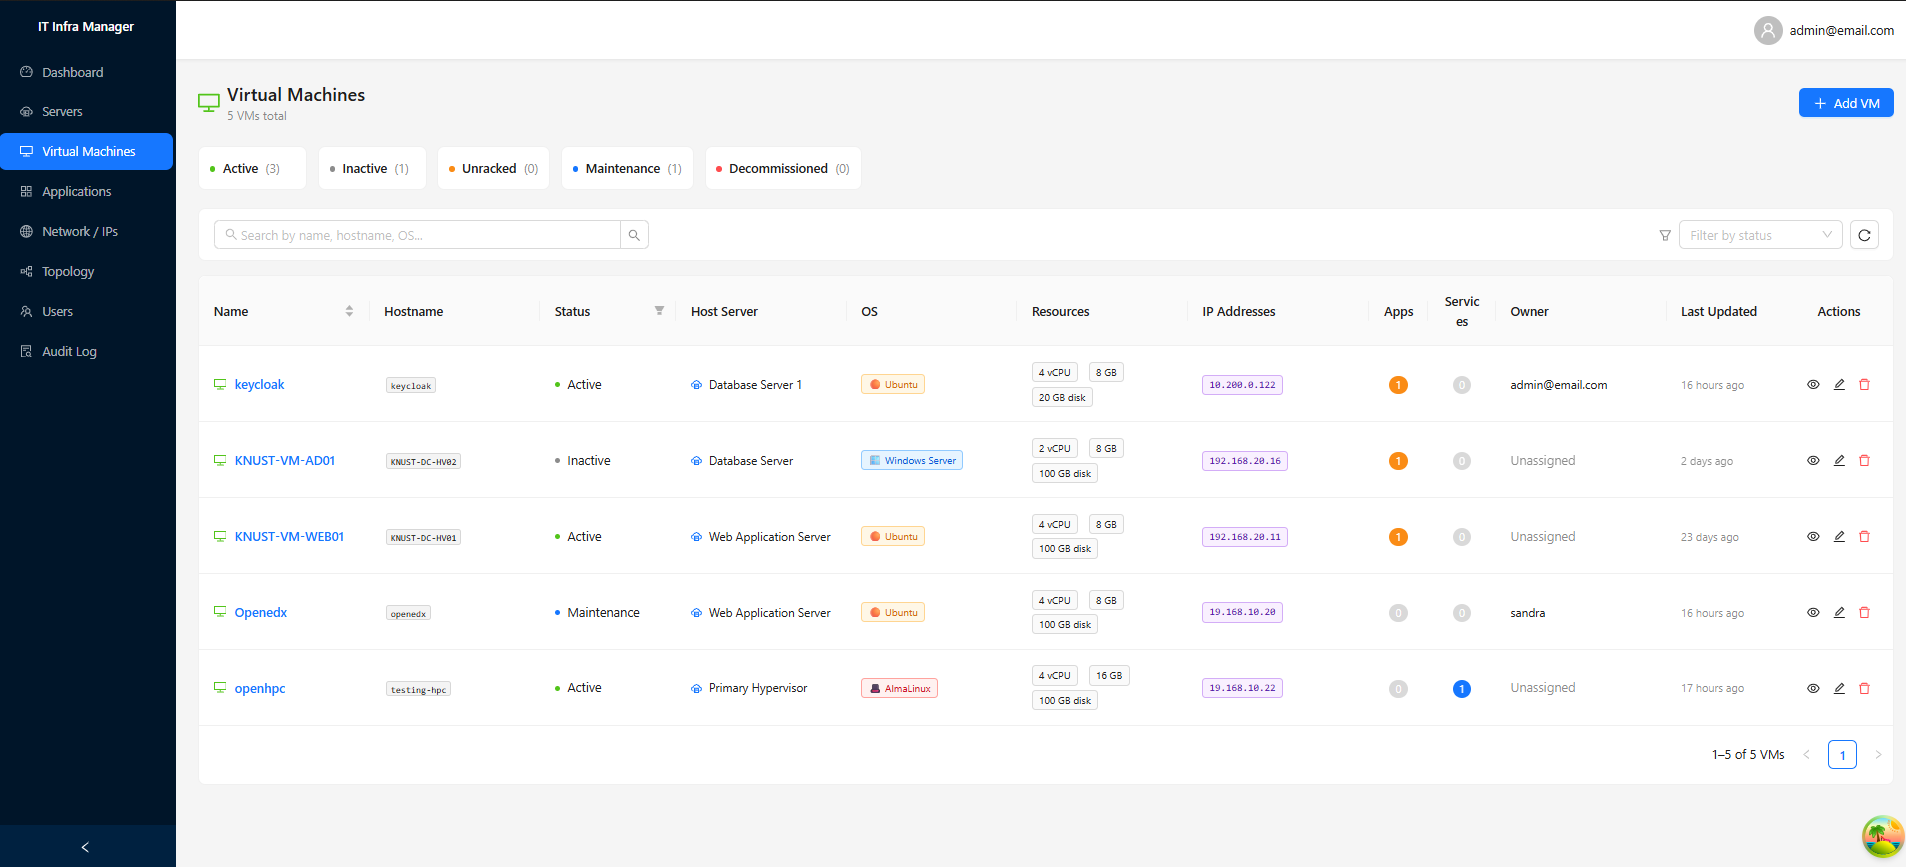 IT Infra Manager
admin@email.com
Dashboard
Servers
Virtual Machines
Applications
Network / IPs
Topology
Users
Audit Log
Virtual Machines
5 VMs total
+ Add VM
Active (3)
Inactive (1)
Unracked (0)
Maintenance (1)
Decommissioned (0)
Search by name, hostname, OS...
Filter by status
Name Hostname Status Host Server OS Resources IP Addresses Apps Servic
es Owner Last Updated Actions
keycloak keycloak Active Database Server 1 Ubuntu 4 vCPU 8 GB
20 GB disk 10.200.0.122 1 0 admin@email.com 16 hours ago
KNUST-VM-AD01 KNUST-DC-HV02 Inactive Database Server Windows Server 2 vCPU 8 GB
100 GB disk 192.168.20.16 1 0 Unassigned 2 days ago
KNUST-VM-WEB01 KNUST-DC-HV01 Active Web Application Server Ubuntu 4 vCPU 8 GB
100 GB disk 192.168.20.11 1 0 Unassigned 23 days ago
Openedx openedx Maintenance Web Application Server Ubuntu 4 vCPU 8 GB
100 GB disk 19.168.10.20 0 0 sandra 16 hours ago
openhpc testing-hpc Active Primary Hypervisor AlmaLinux 4 vCPU 16 GB
100 GB disk 19.168.10.22 0 1 Unassigned 17 hours ago
1–5 of 5 VMs < 1 >